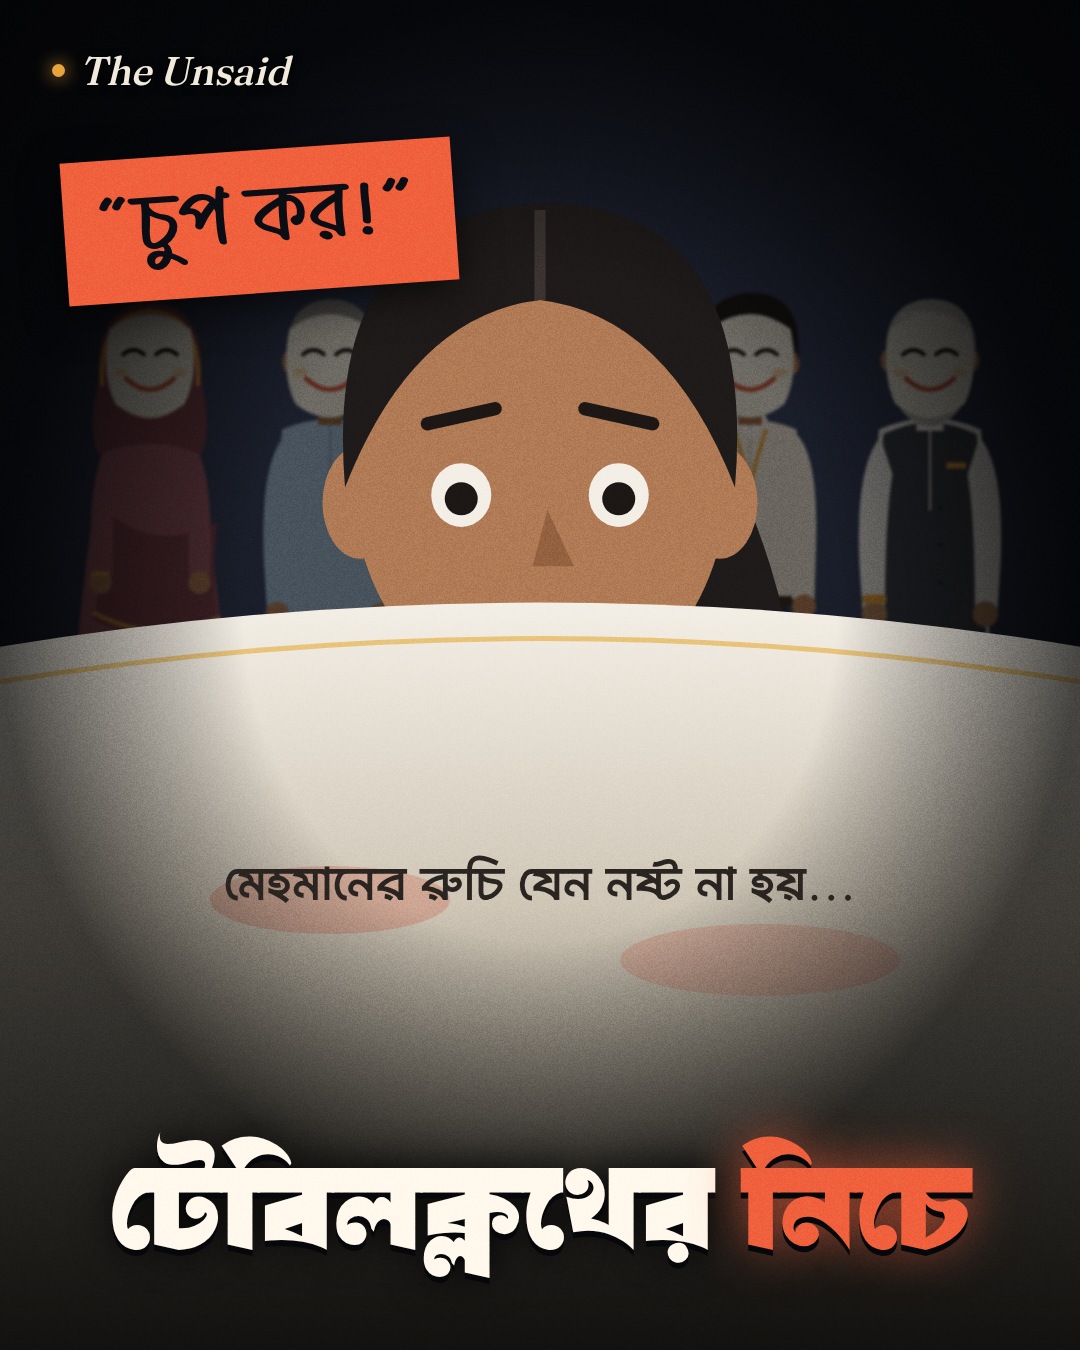 The Unsaid
“চুপ কর!”
মেহমানের রুচি যেন নষ্ট না হয়...
টেবিলক্লথের নিচে